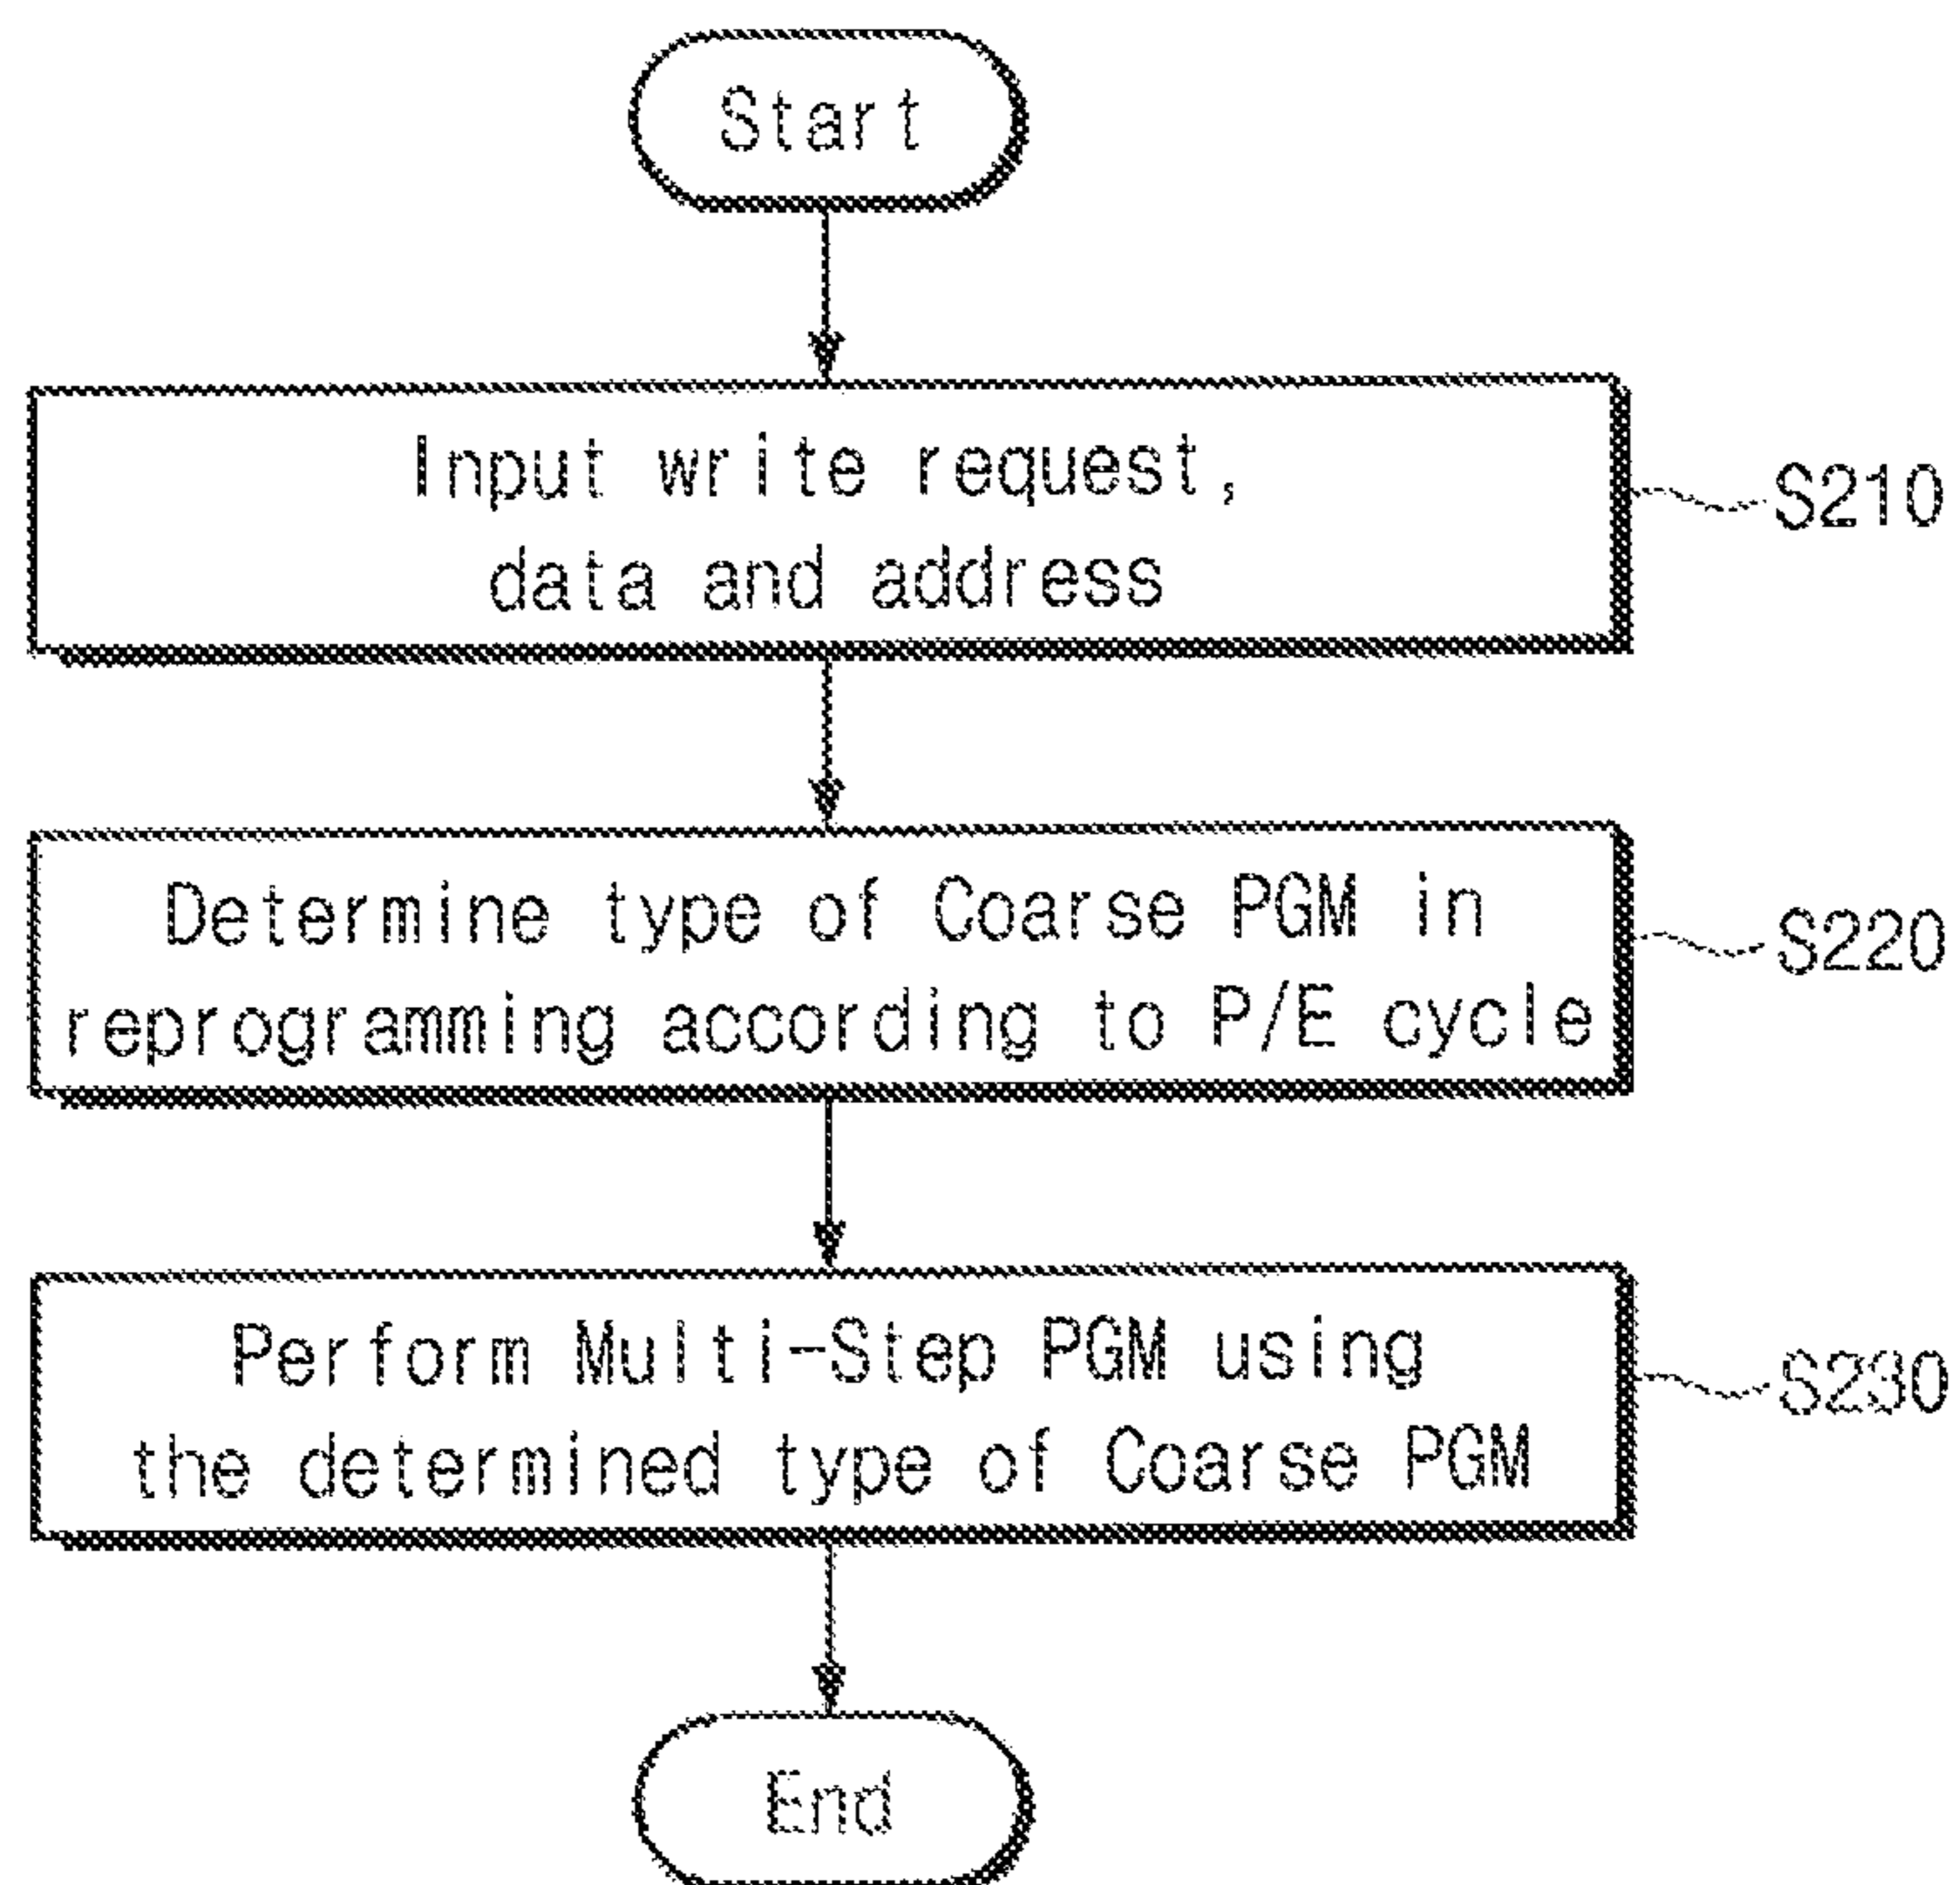 Start
Input write request,
data and address
S210
Determine type of Coarse PGM in
reprogramming according to P/E cycle
S220
Perform Multi-Step PGM using
the determined type of Coarse PGM
S230
End